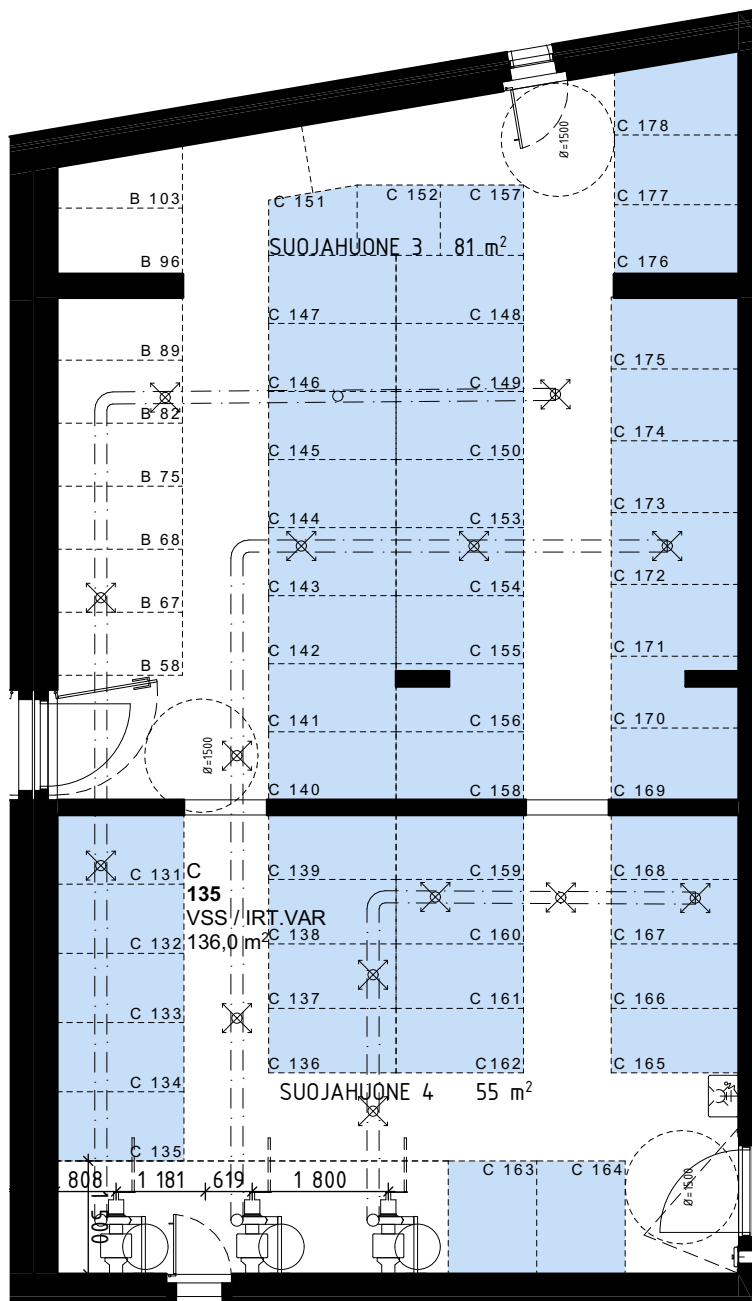 C 178
Ø=1500
B 103
C 151
C 152
C 157
C 177
SUOJAHUONE 3 81 m²
B 96
C 176
C 147
C 148
B 89
C 175
C 146
C 149
B 82
C 174
C 145
C 150
B 75
C 173
C 144
C 153
B 68
C 172
C 143
C 154
B 67
C 171
C 142
C 155
B 58
C 170
C 141
C 156
Ø=1500
C 140
C 158
C 169
C 131
C
135
VSS / IRT.VAR
136,0 m²
C 139
C 159
C 168
C 132
C 138
C 160
C 167
C 133
C 137
C 161
C 166
C 134
C 136
C 162
C 165
SUOJAHUONE 4 55 m²
C 135
C 163
C 164
808
1 181
619
1 800
1 500
Ø=1500